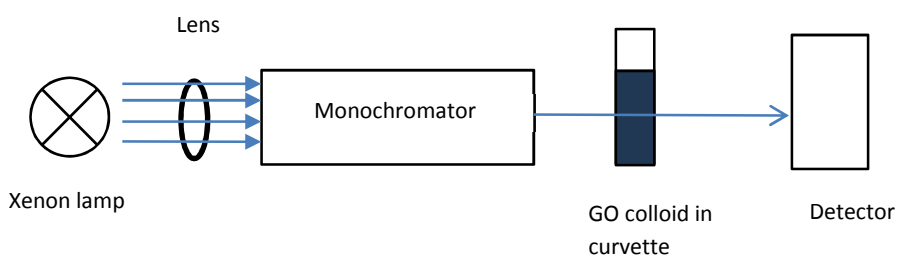 Lens
Monochromator
Xenon lamp
GO colloid in
curvette
Detector